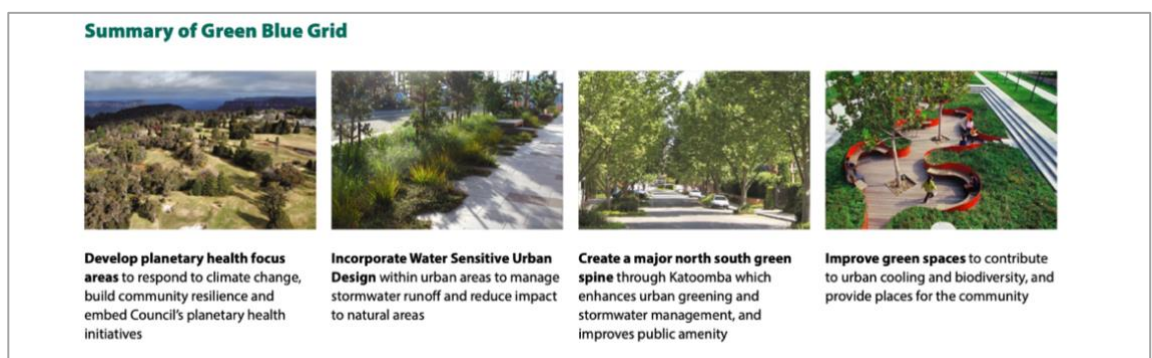 Summary of Green Blue Grid
Develop planetary health focus
areas to respond to climate change,
build community resilience and
embed Council's planetary health
initiatives
Incorporate Water Sensitive Urban
Design within urban areas to manage
stormwater runoff and reduce impact
to natural areas
Create a major north south green
spine through Katoomba which
enhances urban greening and
stormwater management, and
improves public amenity
Improve green spaces to contribute
to urban cooling and biodiversity, and
provide places for the community